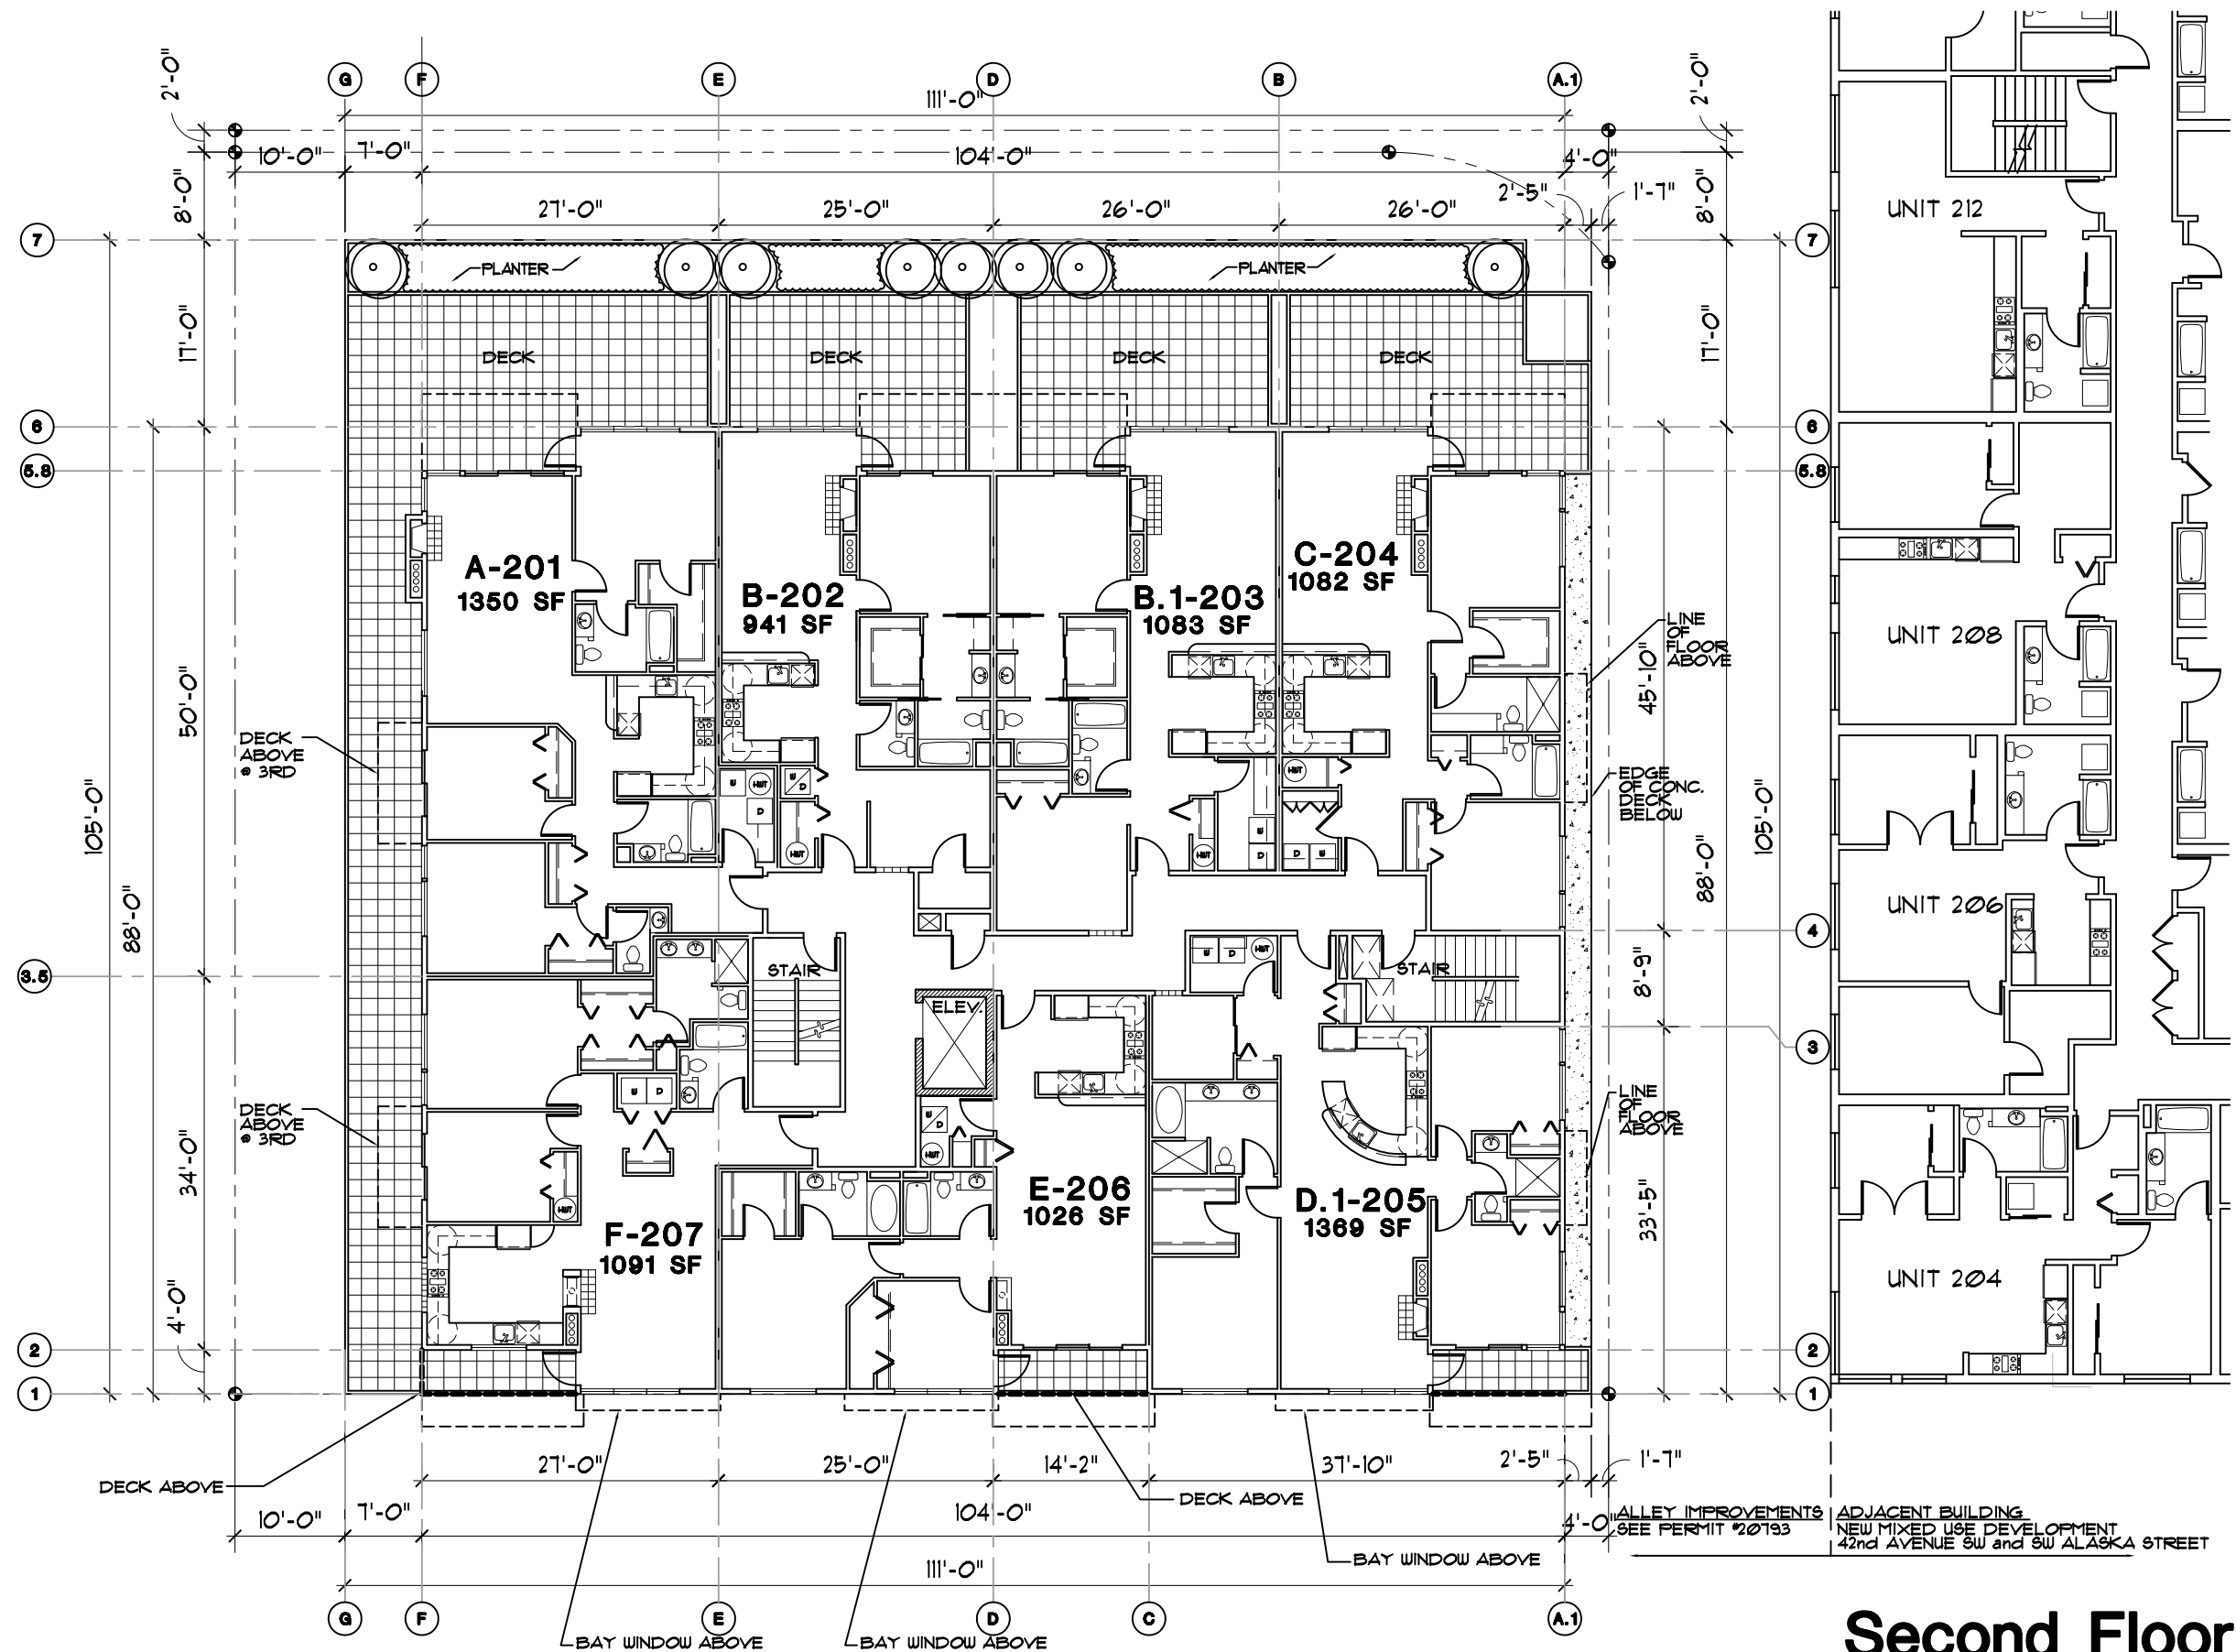 G F E D B A.1
111'-0"
2'-0" 2'-0"
10'-0" 7'-0" 104'-0" 4'-0"
8'-0" 27'-0" 25'-0" 26'-0" 26'-0" 2'-5" 1'-7" 8'-0"
UNIT 212
7 7
PLANTER PLANTER
17'-0" 17'-0"
DECK DECK DECK DECK
6 6
5.8 5.8
A-201
1350 SF
B-202
941 SF
B.1-203
1083 SF
C-204
1082 SF
LINE
OF
FLOOR
ABOVE
UNIT 208
50'-0" 45'-10"
DECK
ABOVE
@ 3RD
W HWT W D
D
HWT
HWT
W
HWT D D W
EDGE
OF CONC.
DECK
BELOW
105'-0" 88'-0" 88'-0" 105'-0"
UNIT 206
4
W D HWT
3.5 STAIR STAIR 8'-9"
ELEV.
3
W D
W D
HWT
DECK
ABOVE
@ 3RD
LINE
OF
FLOOR
ABOVE
34'-0" 33'-5"
HWT
E-206
1026 SF
D.1-205
1369 SF
F-207
1091 SF
UNIT 204
4'-0"
2 2
1 1
27'-0" 25'-0" 14'-2" 37'-10" 2'-5" 1'-7"
DECK ABOVE DECK ABOVE
10'-0" 7'-0" 104'-0" 4'-0"
ALLEY IMPROVEMENTS
SEE PERMIT #20793
ADJACENT BUILDING
NEW MIXED USE DEVELOPMENT
42nd AVENUE SW and SW ALASKA STREET
BAY WINDOW ABOVE
111'-0"
G F E D C A.1
BAY WINDOW ABOVE BAY WINDOW ABOVE
Second Floor